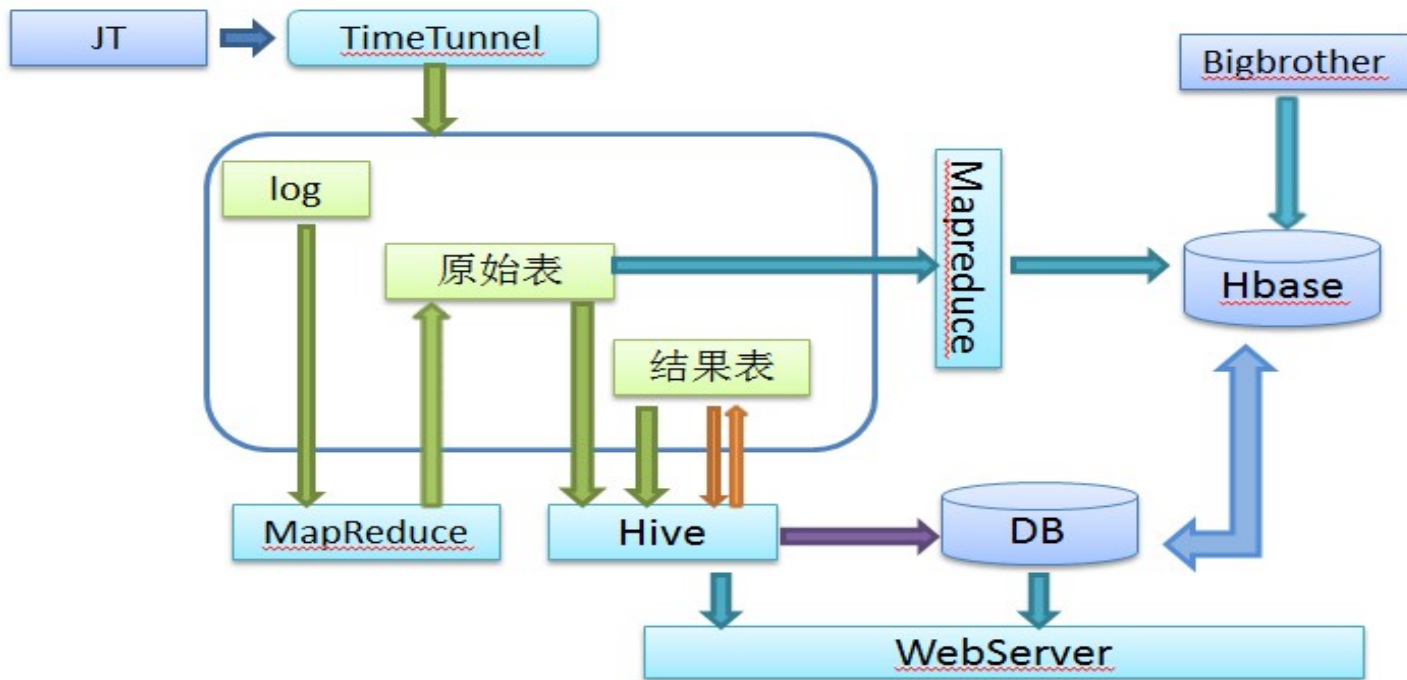 JT
TimeTunnel
Bigbrother
log
原始表
Mapreduce
Hbase
结果表
MapReduce
Hive
DB
WebServer